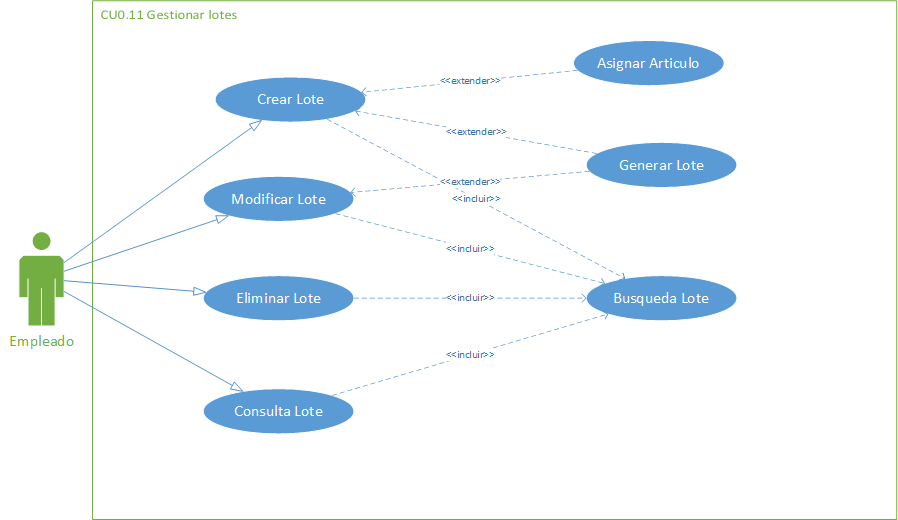 CU0.11 Gestionar lotes
Asignar Articulo
<<extender>>
Crear Lote
<<extender>>
Generar Lote
<<extender>>
Modificar Lote
<<incluir>>
<<incluir>>
Eliminar Lote
<<incluir>>
Busqueda Lote
Empleado
<<incluir>>
Consulta Lote